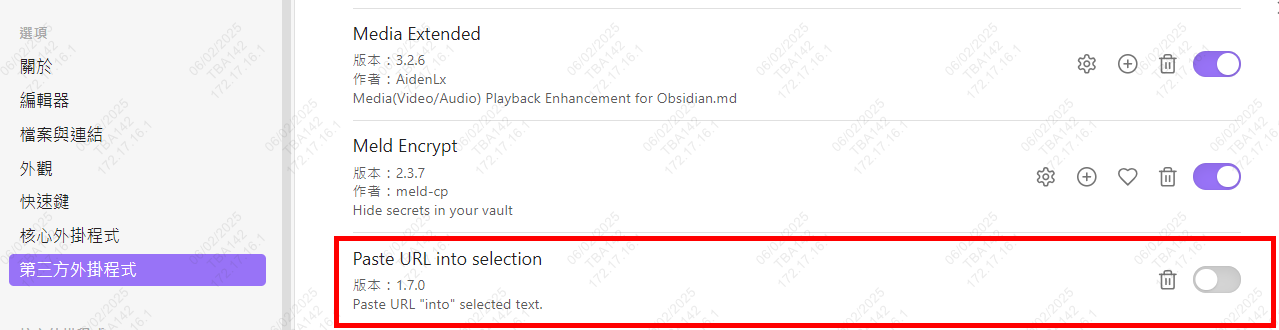 選項
關於
編輯器
檔案與連結
外觀
快速鍵
核心外掛程式
第三方外掛程式
Media Extended
版本：3.2.6
作者：AidenLx
Media(Video/Audio) Playback Enhancement for Obsidian.md
Meld Encrypt
版本：2.3.7
作者：meld-cp
Hide secrets in your vault
Paste URL into selection
版本：1.7.0
Paste URL "into" selected text.
06/02/2025
TBA142
172.17.16.1